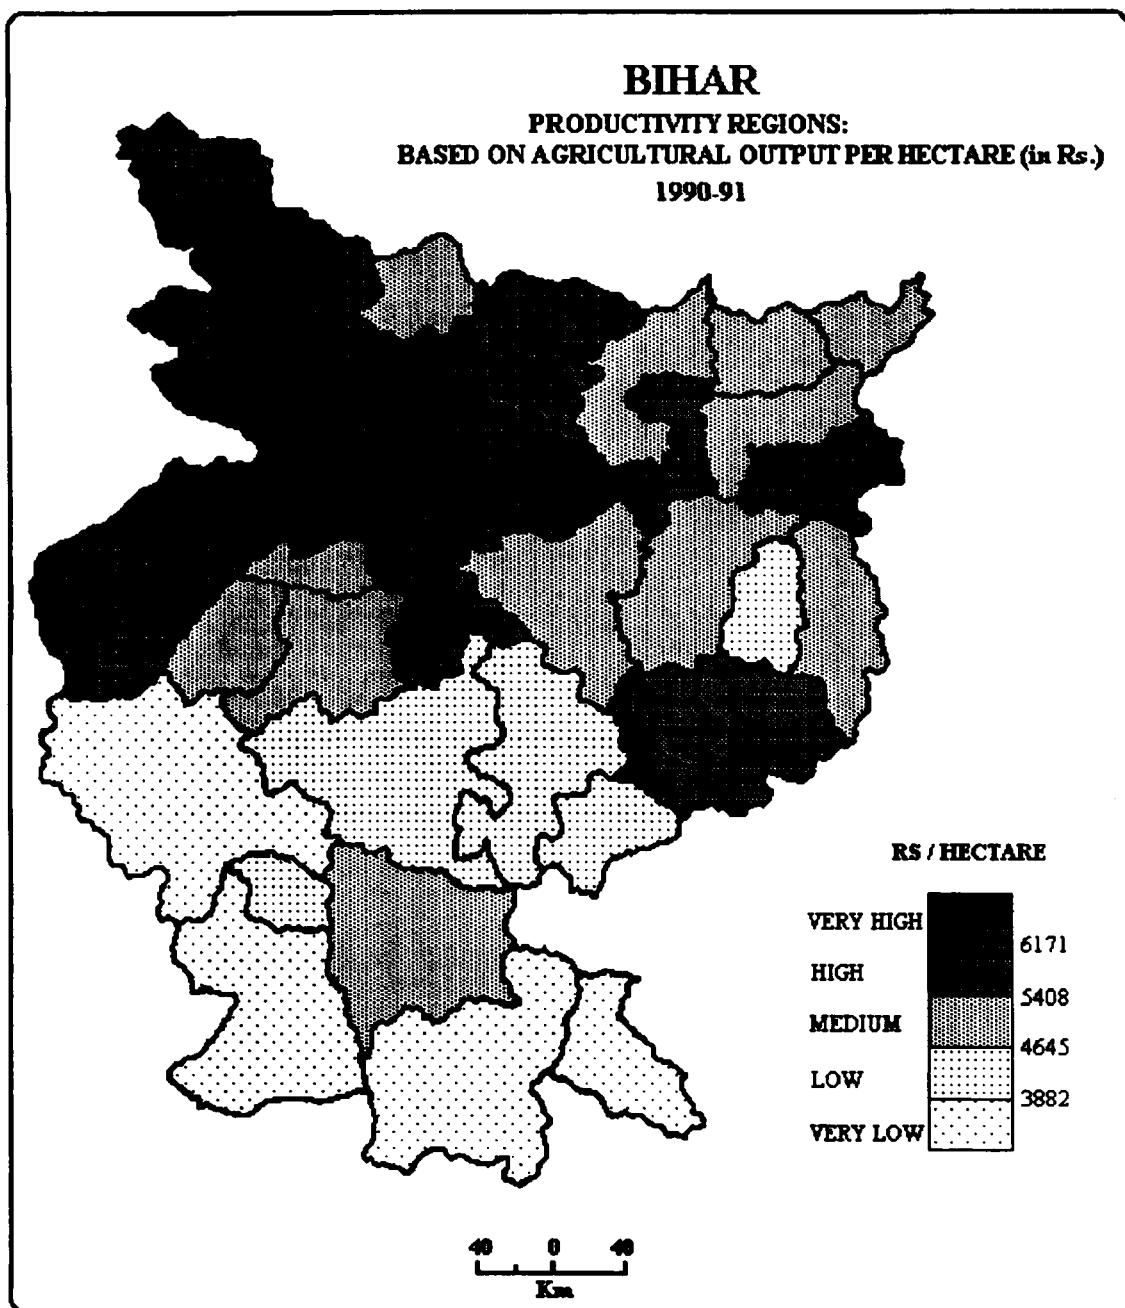 BIHAR
PRODUCTIVITY REGIONS:
BASED ON AGRICULTURAL OUTPUT PER HECTARE (in Rs.)
1990-91
RS / HECTARE
VERY HIGH
6171
HIGH
5408
MEDIUM
4645
LOW
3882
VERY LOW
40 0 40
Km